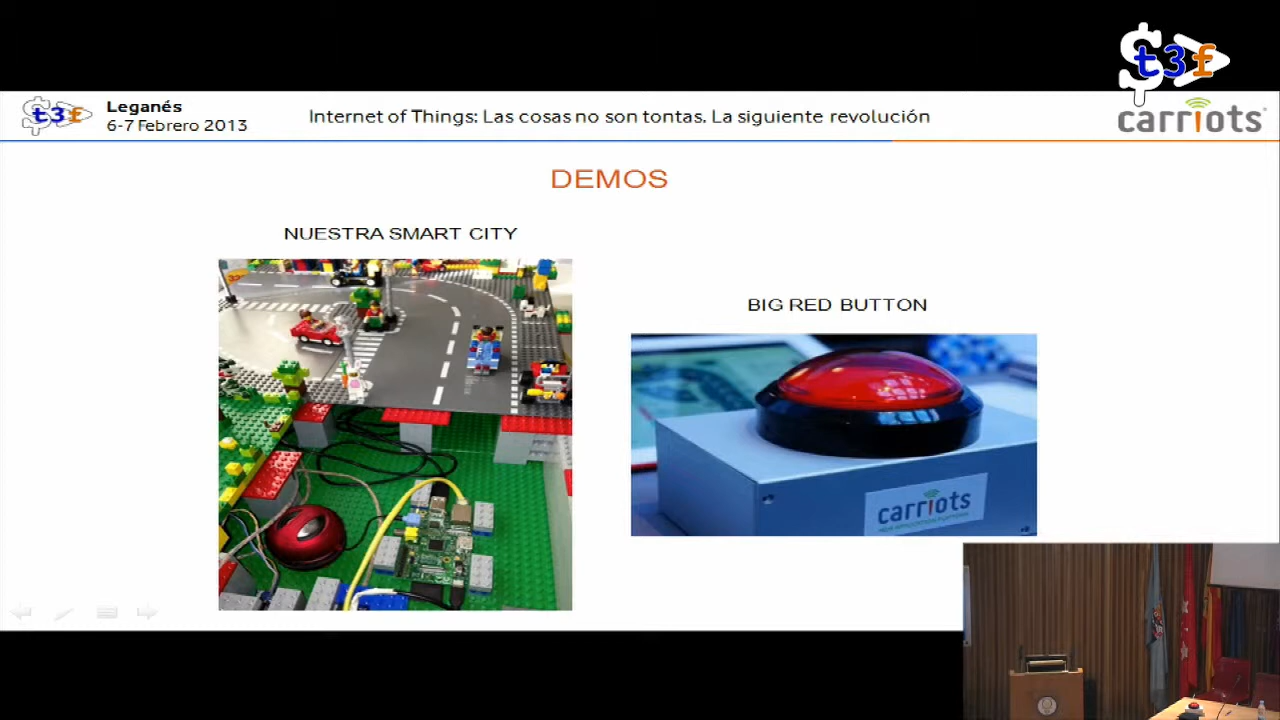 t3f
t3f
Leganés
6-7 Febrero 2013
Internet of Things: Las cosas no son tontas. La siguiente revolución
carriots
DEMOS
NUESTRA SMART CITY
BIG RED BUTTON
carriots